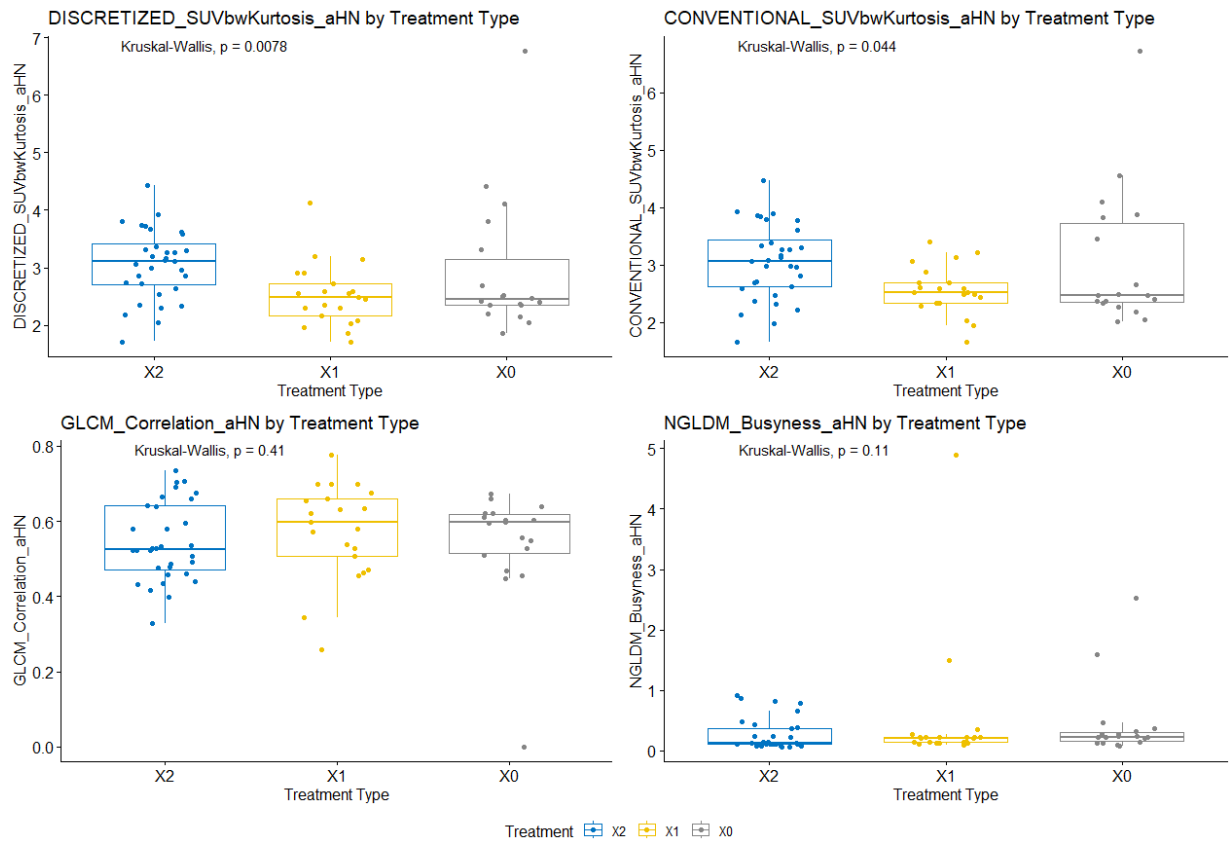 DISCRETIZED_SUVbwKurtosis_aHN by Treatment Type
Kruskal-Wallis, p = 0.0078
DISCRETIZED_SUVbwKurtosis_aHN
7
6
5
4
3
2
X2
X1
X0
Treatment Type
CONVENTIONAL_SUVbwKurtosis_aHN by Treatment Type
Kruskal-Wallis, p = 0.044
CONVENTIONAL_SUVbwKurtosis_aHN
6
5
4
3
2
X2
X1
X0
Treatment Type
GLCM_Correlation_aHN by Treatment Type
Kruskal-Wallis, p = 0.41
GLCM_Correlation_aHN
0.8
0.6
0.4
0.2
0.0
X2
X1
X0
Treatment Type
NGLDM_Busyness_aHN by Treatment Type
Kruskal-Wallis, p = 0.11
NGLDM_Busyness_aHN
5
4
3
2
1
0
X2
X1
X0
Treatment Type
Treatment X2 X1 X0